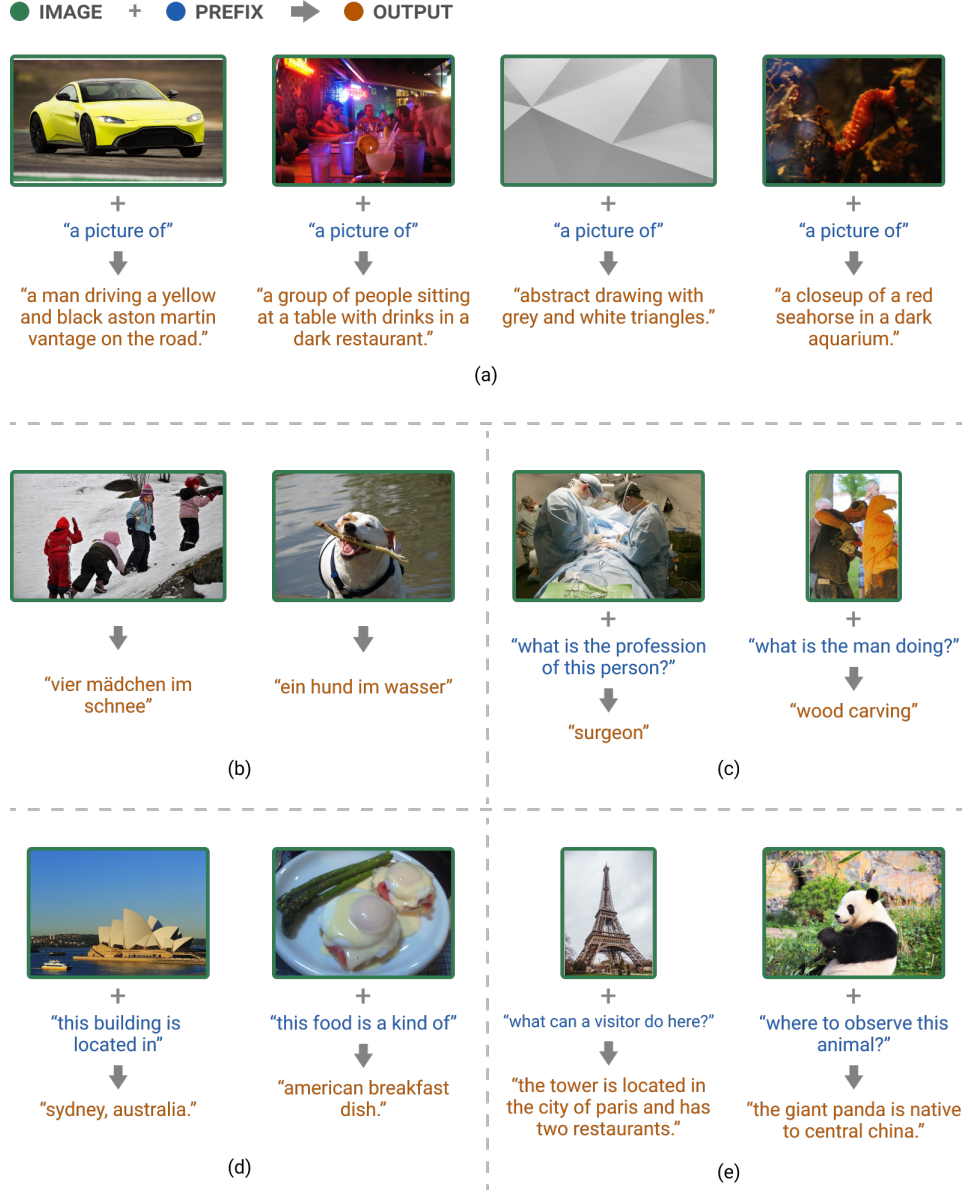 IMAGE + PREFIX OUTPUT
+ + + +
“a picture of” “a picture of” “a picture of” “a picture of”
“a man driving a yellow
and black aston martin
vantage on the road.”
“a group of people sitting
at a table with drinks in a
dark restaurant.”
“abstract drawing with
grey and white triangles.”
“a closeup of a red
seahorse in a dark
aquarium.”
(a)
“vier mädchen im
schnee”
“ein hund im wasser”
(b)
+
“what is the profession
of this person?”
“surgeon”
+
“what is the man doing?”
“wood carving”
(c)
+
“this building is
located in”
“sydney, australia.”
+
“this food is a kind of”
“american breakfast
dish.”
(d)
+
“what can a visitor do here?”
“the tower is located in
the city of paris and has
two restaurants.”
+
“where to observe this
animal?”
“the giant panda is native
to central china.”
(e)